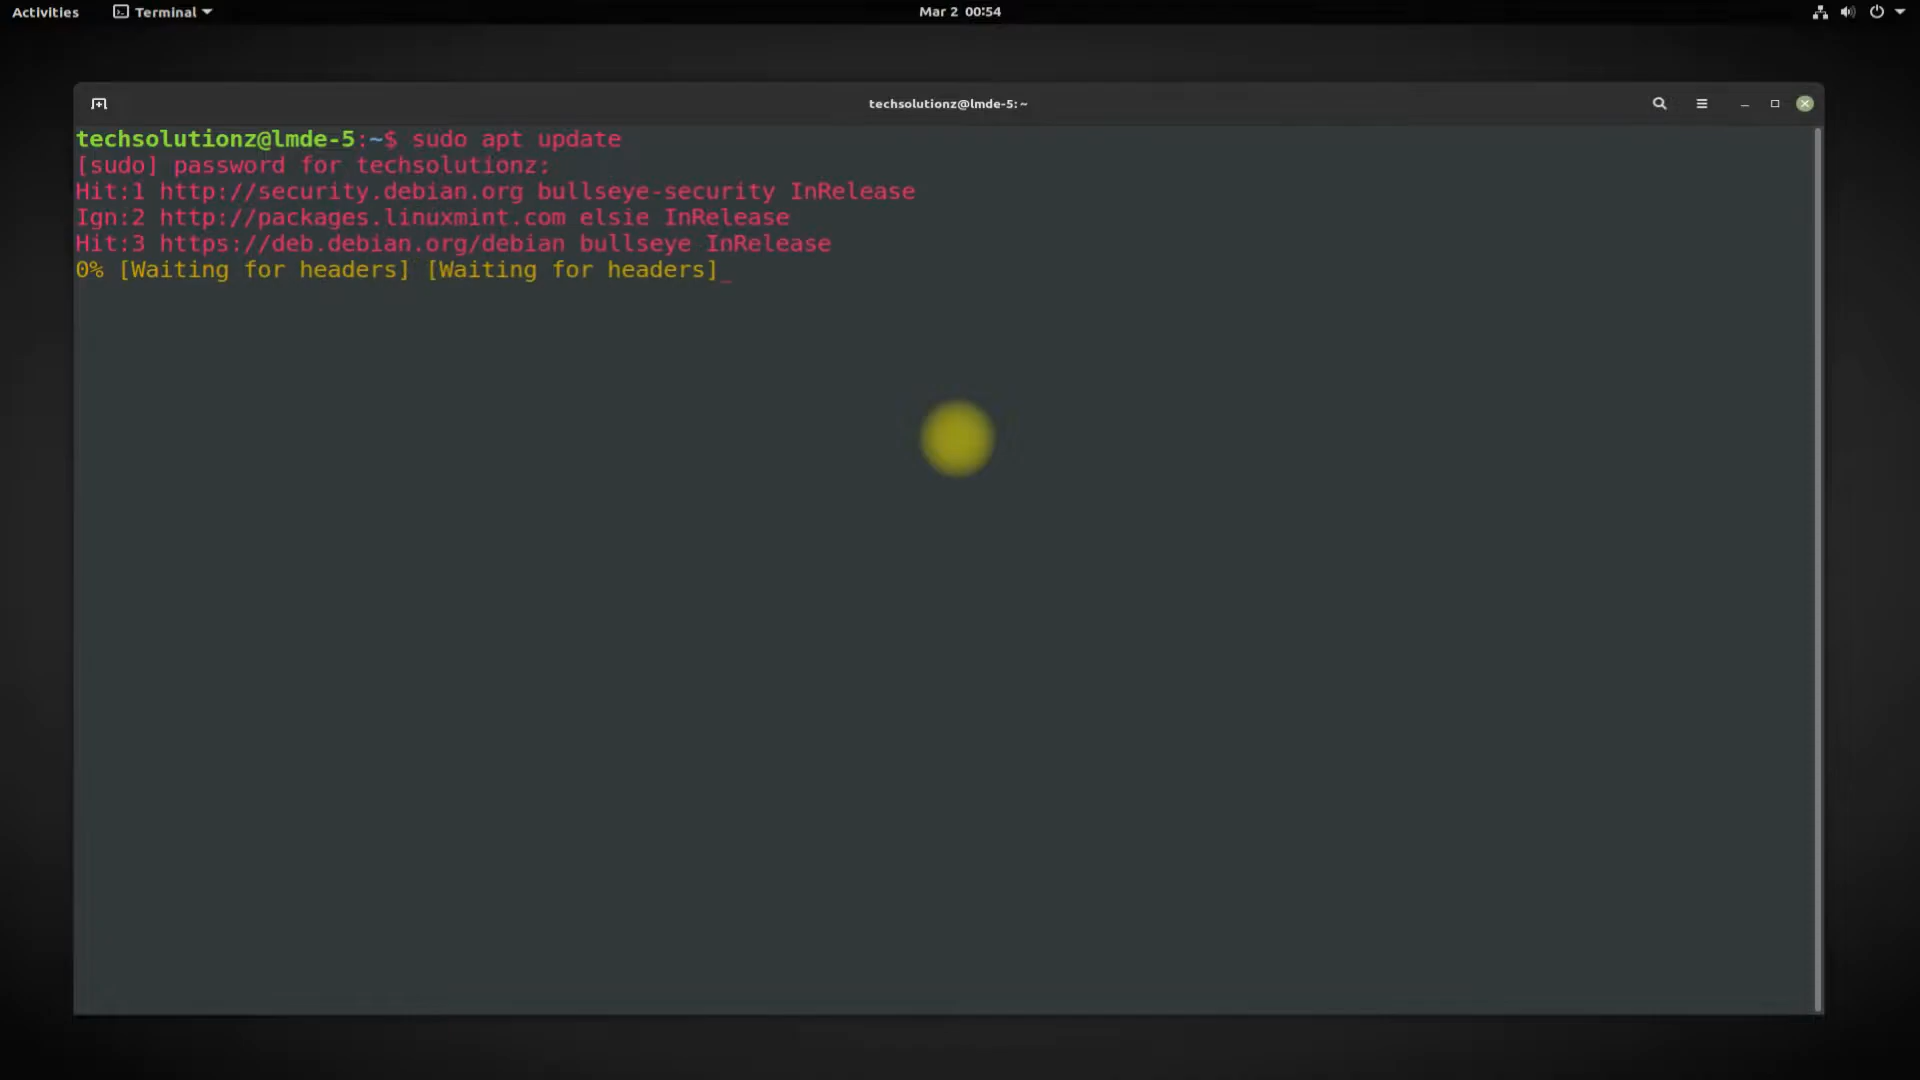 Activities
Terminal
Mar 2 00:54
techsolutionz@lmde-5: ~
techsolutionz@lmde-5:~$ sudo apt update
[sudo] password for techsolutionz:
Hit:1 http://security.debian.org bullseye-security InRelease
Ign:2 http://packages.linuxmint.com elsie InRelease
Hit:3 https://deb.debian.org/debian bullseye InRelease
0% [Waiting for headers] [Waiting for headers]_